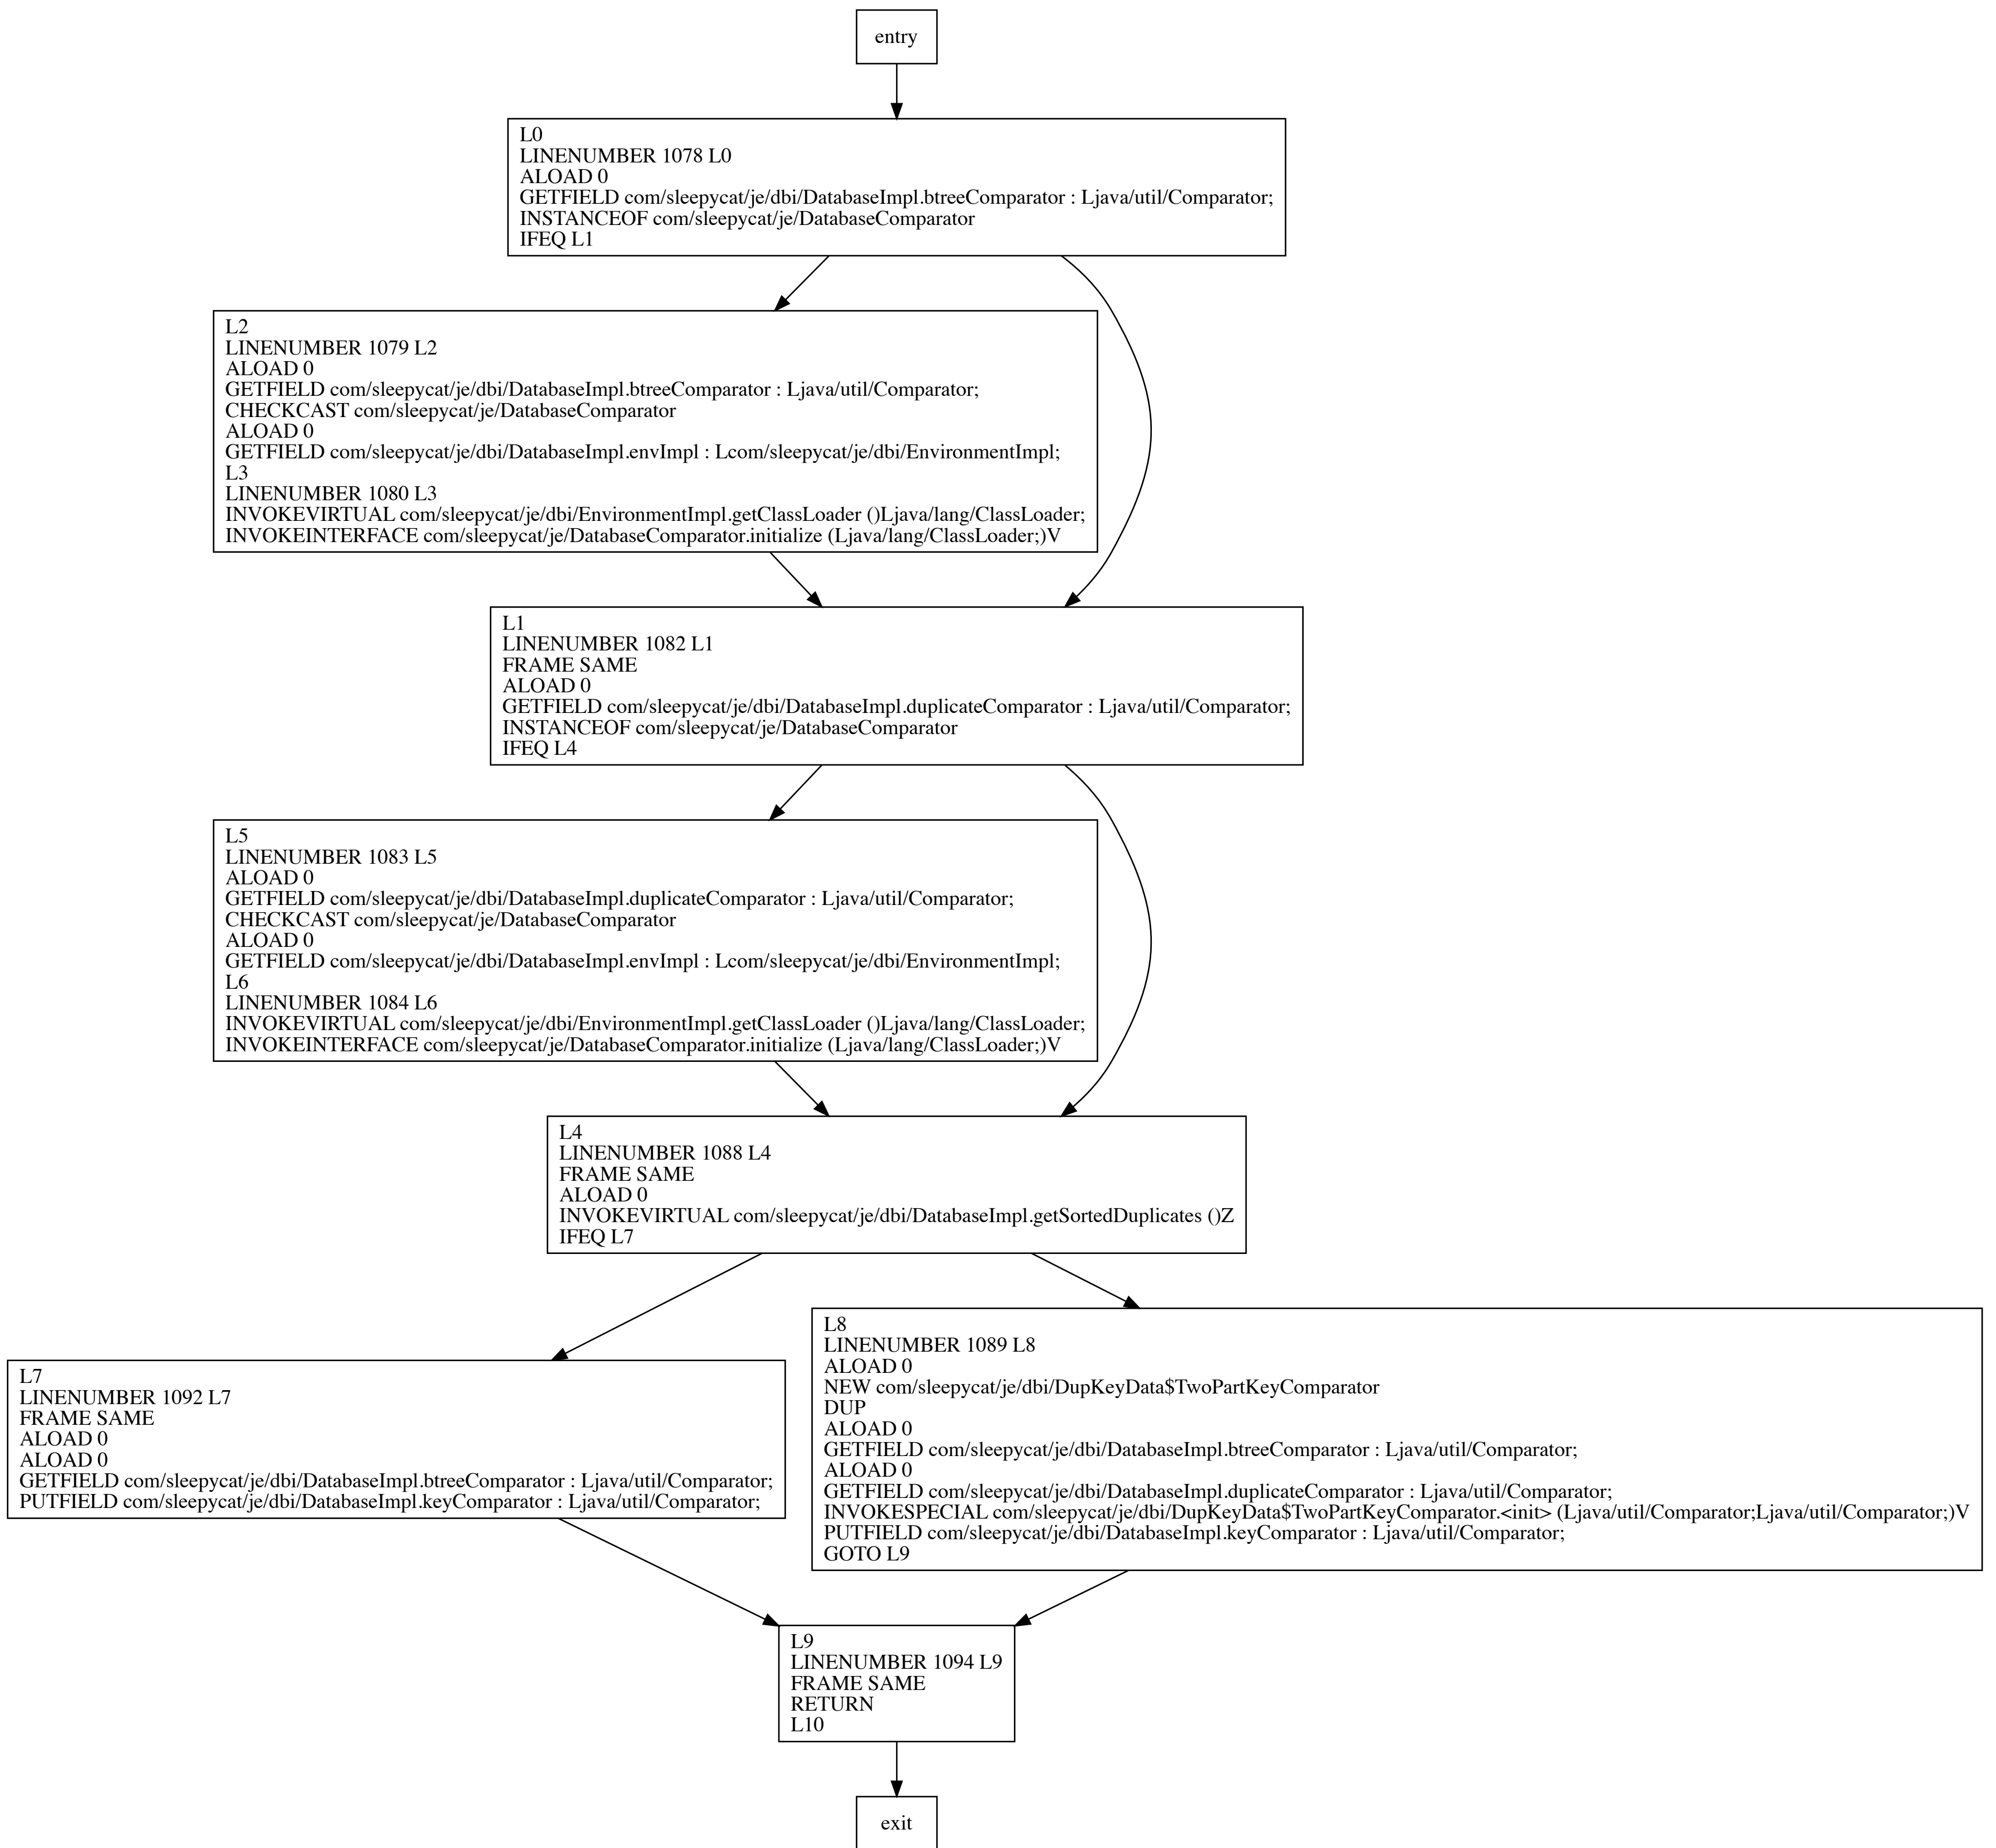 entry
L0
LINENUMBER 1078 L0
ALOAD 0
GETFIELD com/sleepycat/je/dbi/DatabaseImpl.btreeComparator : Ljava/util/Comparator;
INSTANCEOF com/sleepycat/je/DatabaseComparator
IFEQ L1
L2
LINENUMBER 1079 L2
ALOAD 0
GETFIELD com/sleepycat/je/dbi/DatabaseImpl.btreeComparator : Ljava/util/Comparator;
CHECKCAST com/sleepycat/je/DatabaseComparator
ALOAD 0
GETFIELD com/sleepycat/je/dbi/DatabaseImpl.envImpl : Lcom/sleepycat/je/dbi/EnvironmentImpl;
L3
LINENUMBER 1080 L3
INVOKEVIRTUAL com/sleepycat/je/dbi/EnvironmentImpl.getClassLoader ()Ljava/lang/ClassLoader;
INVOKEINTERFACE com/sleepycat/je/DatabaseComparator.initialize (Ljava/lang/ClassLoader;)V
L1
LINENUMBER 1082 L1
FRAME SAME
ALOAD 0
GETFIELD com/sleepycat/je/dbi/DatabaseImpl.duplicateComparator : Ljava/util/Comparator;
INSTANCEOF com/sleepycat/je/DatabaseComparator
IFEQ L4
L5
LINENUMBER 1083 L5
ALOAD 0
GETFIELD com/sleepycat/je/dbi/DatabaseImpl.duplicateComparator : Ljava/util/Comparator;
CHECKCAST com/sleepycat/je/DatabaseComparator
ALOAD 0
GETFIELD com/sleepycat/je/dbi/DatabaseImpl.envImpl : Lcom/sleepycat/je/dbi/EnvironmentImpl;
L6
LINENUMBER 1084 L6
INVOKEVIRTUAL com/sleepycat/je/dbi/EnvironmentImpl.getClassLoader ()Ljava/lang/ClassLoader;
INVOKEINTERFACE com/sleepycat/je/DatabaseComparator.initialize (Ljava/lang/ClassLoader;)V
L4
LINENUMBER 1088 L4
FRAME SAME
ALOAD 0
INVOKEVIRTUAL com/sleepycat/je/dbi/DatabaseImpl.getSortedDuplicates ()Z
IFEQ L7
L7
LINENUMBER 1092 L7
FRAME SAME
ALOAD 0
ALOAD 0
GETFIELD com/sleepycat/je/dbi/DatabaseImpl.btreeComparator : Ljava/util/Comparator;
PUTFIELD com/sleepycat/je/dbi/DatabaseImpl.keyComparator : Ljava/util/Comparator;
L8
LINENUMBER 1089 L8
ALOAD 0
NEW com/sleepycat/je/dbi/DupKeyData$TwoPartKeyComparator
DUP
ALOAD 0
GETFIELD com/sleepycat/je/dbi/DatabaseImpl.btreeComparator : Ljava/util/Comparator;
ALOAD 0
GETFIELD com/sleepycat/je/dbi/DatabaseImpl.duplicateComparator : Ljava/util/Comparator;
INVOKESPECIAL com/sleepycat/je/dbi/DupKeyData$TwoPartKeyComparator.<init> (Ljava/util/Comparator;Ljava/util/Comparator;)V
PUTFIELD com/sleepycat/je/dbi/DatabaseImpl.keyComparator : Ljava/util/Comparator;
GOTO L9
L9
LINENUMBER 1094 L9
FRAME SAME
RETURN
L10
exit